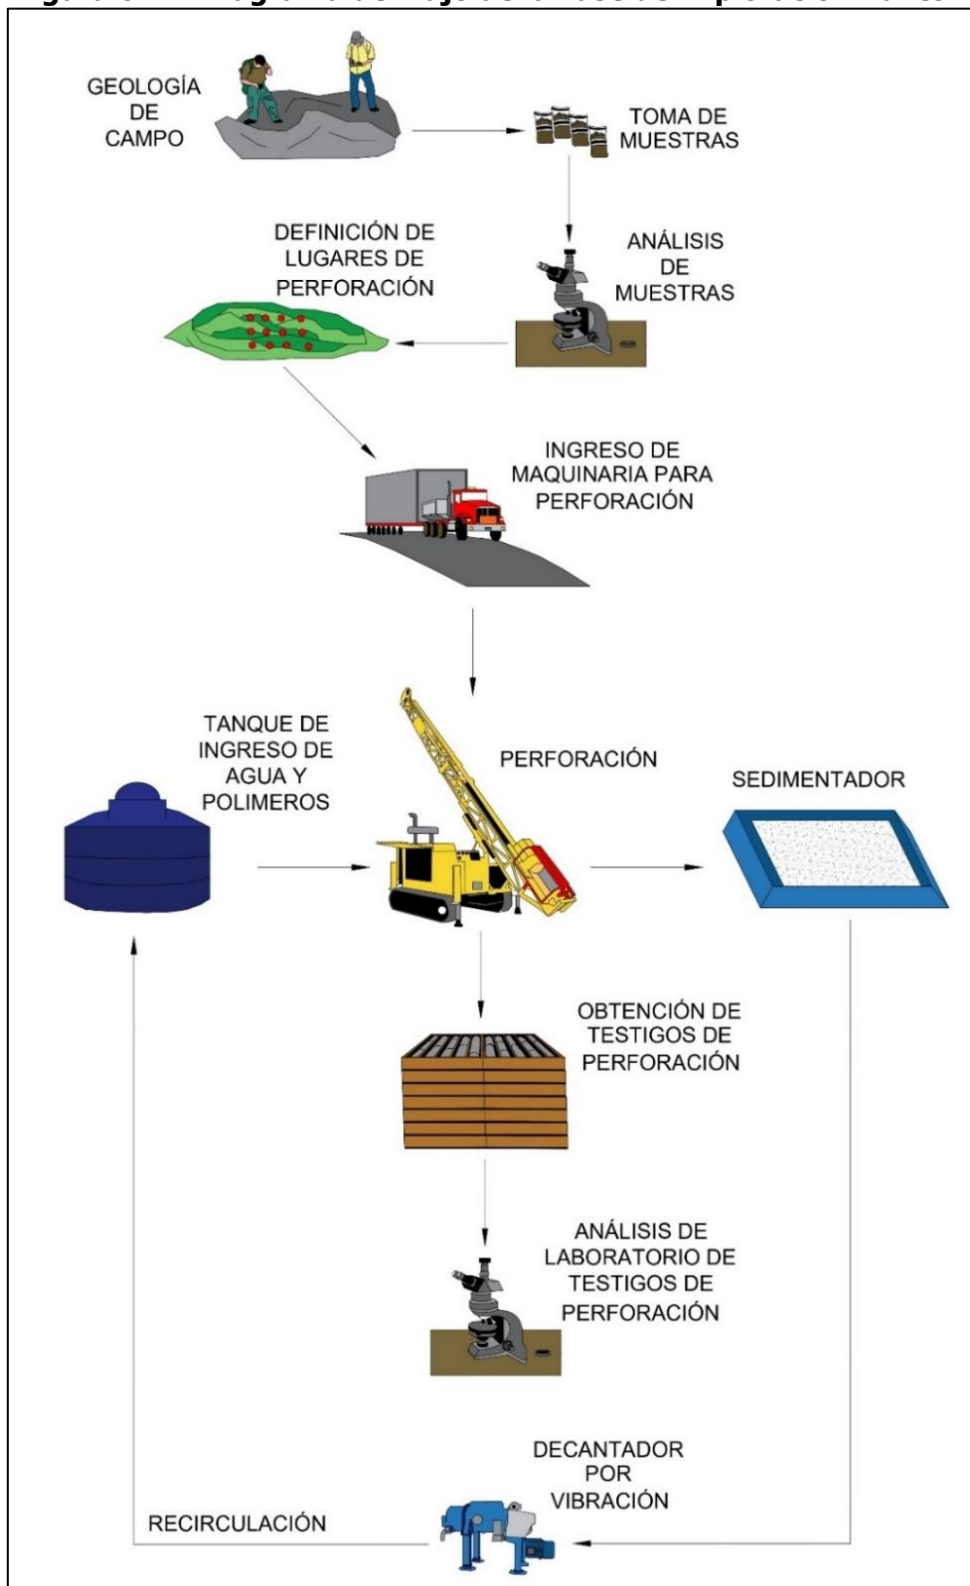 GEOLOGÍA
DE
CAMPO
TOMA DE
MUESTRAS
DEFINICIÓN DE
LUGARES DE
PERFORACIÓN
ANÁLISIS
DE
MUESTRAS
INGRESO DE
MAQUINARIA PARA
PERFORACIÓN
TANQUE DE
INGRESO DE
AGUA Y
POLIMEROS
PERFORACIÓN
SEDIMENTADOR
OBTENCIÓN DE
TESTIGOS DE
PERFORACIÓN
ANÁLISIS DE
LABORATORIO DE
TESTIGOS DE
PERFORACIÓN
DECANTADOR
POR
VIBRACIÓN
RECIRCULACIÓN